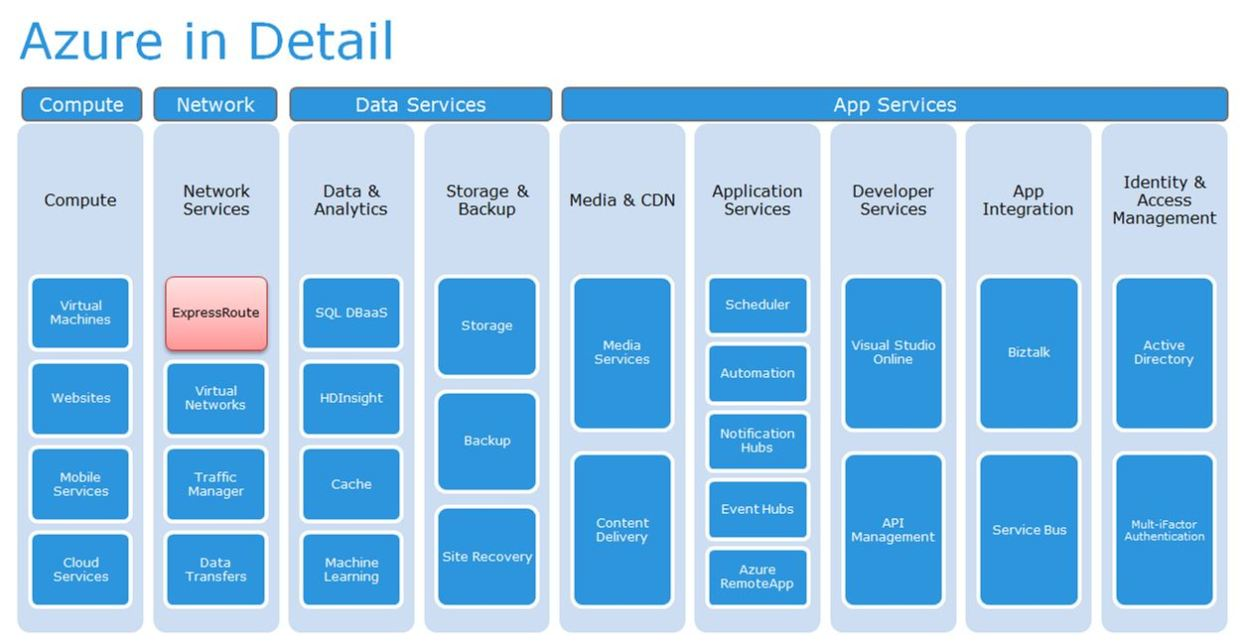 Azure in Detail
Compute
Network
Data Services
App Services
Compute
Network
Services
Data &
Analytics
Storage &
Backup
Media & CDN
Application
Services
Developer
Services
App
Integration
Identity &
Access
Management
Virtual
Machines
Websites
Mobile
Services
Cloud
Services
ExpressRoute
Virtual
Networks
Traffic
Manager
Data
Transfers
SQL DBaaS
HDInsight
Cache
Machine
Learning
Storage
Backup
Site Recovery
Media
Services
Content
Delivery
Scheduler
Automation
Notification
Hubs
Event Hubs
Azure
RemoteApp
Visual Studio
Online
API
Management
Biztalk
Service Bus
Active
Directory
Mult-iFactor
Authentication